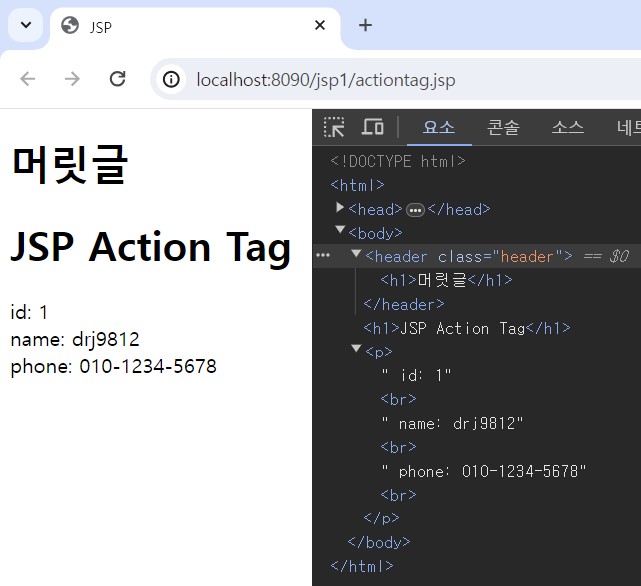 JSP
localhost:8090/jsp1/actiontag.jsp
머릿글
JSP Action Tag
id: 1
name: drj9812
phone: 010-1234-5678
요소 콘솔 소스 네트
<!DOCTYPE html>
<html>
<head> ••• </head>
<body>
••• <header class="header"> == $0
<h1>머릿글</h1>
</header>
<h1>JSP Action Tag</h1>
<p>
" id: 1"
<br>
" name: drj9812"
<br>
" phone: 010-1234-5678"
<br>
</p>
</body>
</html>